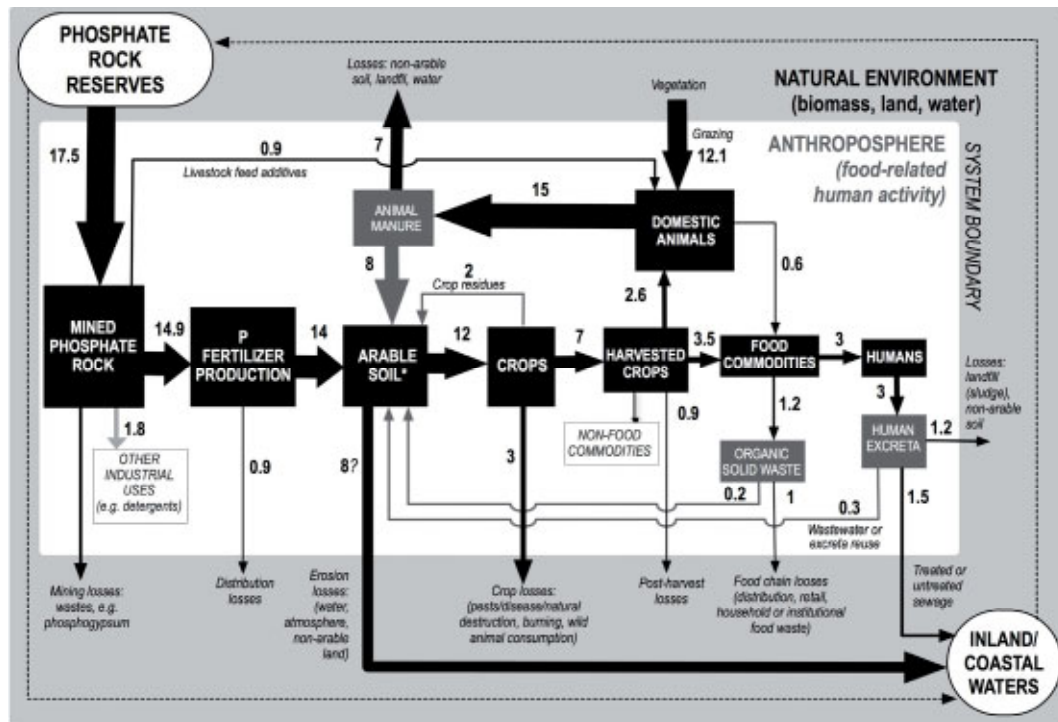 PHOSPHATE
ROCK
RESERVES
Losses: non-arable
soil, landfil, water
Vegetation
NATURAL ENVIRONMENT
(biomass, land, water)
17.5
0.9
Livestock feed additives
7
Grazing
12.1
ANTHROPOSPHERE
(food-related
human activity)
SYSTEM BOUNDARY
ANIMAL
MANURE
15
DOMESTIC
ANIMALS
8
2
Crop residues
2.6
0.6
MINED
PHOSPHATE
ROCK
14.9
P
FERTILIZER
PRODUCTION
14
ARABLE
SOIL*
12
CROPS
7
HARVESTED
CROPS
3.5
FOOD
COMMODITIES
3
HUMANS
Losses:
landfill
(sludge),
non-arable
soil
1.8
OTHER
INDUSTRIAL
USES
(e.g. detergents)
0.9
8?
3
NON-FOOD
COMMODITIES
0.9
1.2
ORGANIC
SOLID WASTE
3
HUMAN
EXCRETA
1.2
0.2
1
0.3
1.5
Wastewater or
excreta reuse
Mining losses:
wastes, e.g.
phosphogypsum
Distribution
losses
Erosion
losses:
(water,
atmosphere,
non-arable
land)
Crop losses:
(pests/disease/natural
destruction, burning, wild
animal consumption)
Post-harvest
losses
Food chain losses
(distribution, retail,
household or institutional
food waste)
Treated or
untreated
sewage
INLAND/
COASTAL
WATERS